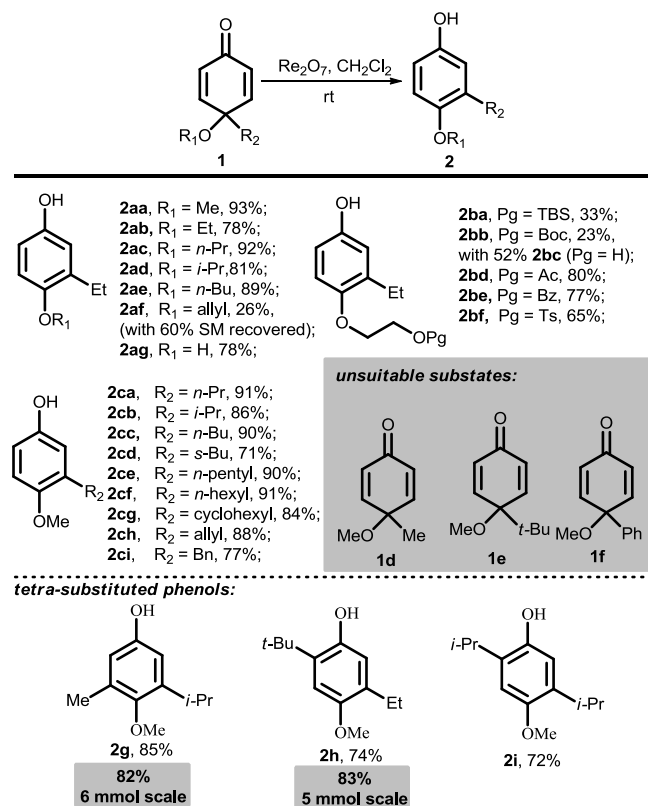 O
R₁O R₂
1
Re₂O₇, CH₂Cl₂
rt
OH
R₂
OR₁
2
OH
Et
OR₁
2aa, R₁ = Me, 93%;
2ab, R₁ = Et, 78%;
2ac, R₁ = n-Pr, 92%;
2ad, R₁ = i-Pr,81%;
2ae, R₁ = n-Bu, 89%;
2af, R₁ = allyl, 26%,
(with 60% SM recovered);
2ag, R₁ = H, 78%;
OH
Et
O
OPg
2ba, Pg = TBS, 33%;
2bb, Pg = Boc, 23%,
with 52% 2bc (Pg = H);
2bd, Pg = Ac, 80%;
2be, Pg = Bz, 77%;
2bf, Pg = Ts, 65%;
OH
R₂
OMe
2ca, R₂ = n-Pr, 91%;
2cb, R₂ = i-Pr, 86%;
2cc, R₂ = n-Bu, 90%;
2cd, R₂ = s-Bu, 71%;
2ce, R₂ = n-pentyl, 90%;
2cf, R₂ = n-hexyl, 91%;
2cg, R₂ = cyclohexyl, 84%;
2ch, R₂ = allyl, 88%;
2ci, R₂ = Bn, 77%;
unsuitable substates:
O
MeO Me
1d
O
MeO t-Bu
1e
O
MeO Ph
1f
tetra-substituted phenols:
OH
Me i-Pr
OMe
2g, 85%
82%
6 mmol scale
OH
t-Bu
Et
OMe
2h, 74%
83%
5 mmol scale
OH
i-Pr
i-Pr
OMe
2i, 72%